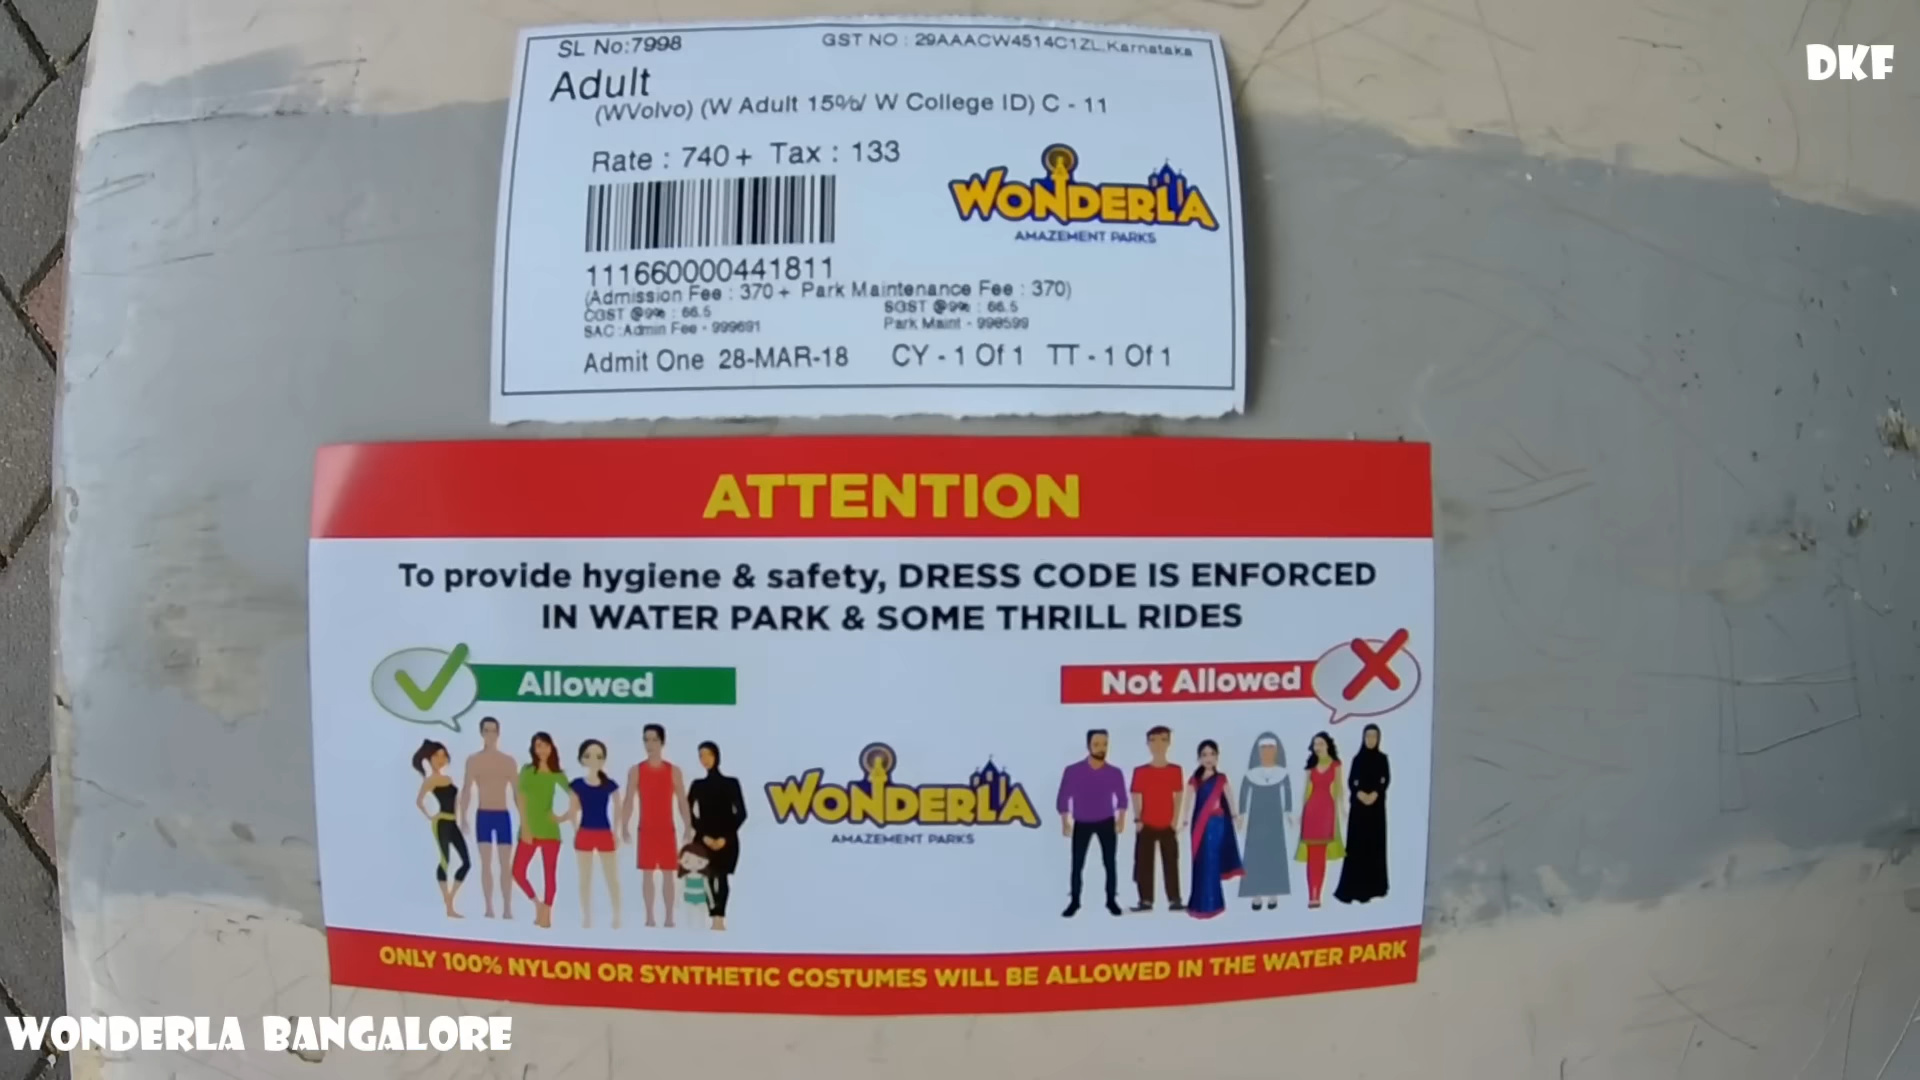 DKF
SL No:7998 GST NO : 29AAACW4514C1ZL,Karnataka
Adult
(WVolvo) (W Adult 15%/ W College ID) C - 11
Rate : 740 + Tax : 133
WONDERLA
AMAZEMENT PARKS
111660000441811
(Admission Fee : 370 + Park Maintenance Fee : 370)
CGST @9% : 66.5 SGST @9% : 66.5
SAC :Admin Fee - 999691 Park Maint - 998599
Admit One 28-MAR-18 CY - 1 Of 1 TT - 1 Of 1
ATTENTION
To provide hygiene & safety, DRESS CODE IS ENFORCED
IN WATER PARK & SOME THRILL RIDES
Allowed
Not Allowed
WONDERLA
AMAZEMENT PARKS
ONLY 100% NYLON OR SYNTHETIC COSTUMES WILL BE ALLOWED IN THE WATER PARK
WONDERLA BANGALORE